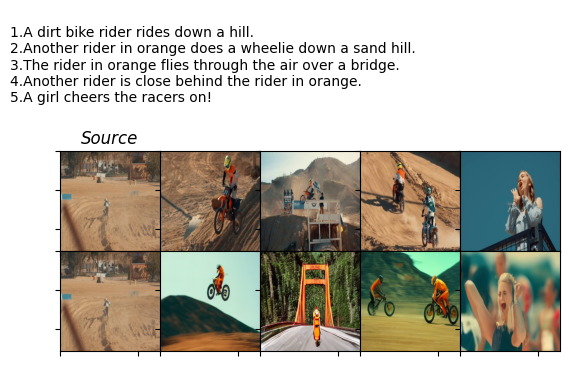 1.A dirt bike rider rides down a hill.
2.Another rider in orange does a wheelie down a sand hill.
3.The rider in orange flies through the air over a bridge.
4.Another rider is close behind the rider in orange.
5.A girl cheers the racers on!
Source